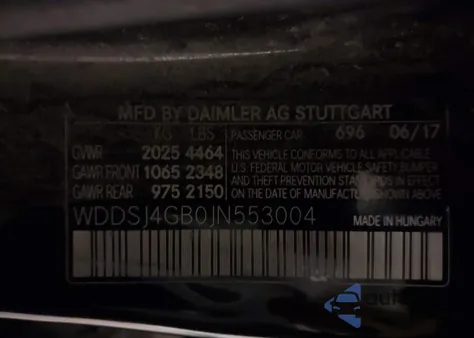 MFD BY DAIMLER AG STUTTGART
KG LBS PASSENGER CAR 696 06/17
GVWR 2025 4464 THIS VEHICLE CONFORMS TO ALL APPLICABLE
GAWR FRONT 1065 2348 U.S. FEDERAL MOTOR VEHICLE SAFETY, BUMPER
AND THEFT PREVENTION STANDARDS IN EFFECT
GAWR REAR 975 2150 ON THE DATE OF MANUFACTURE SHOWN ABOVE.
WDDSJ4GB0JN553004 MADE IN HUNGARY